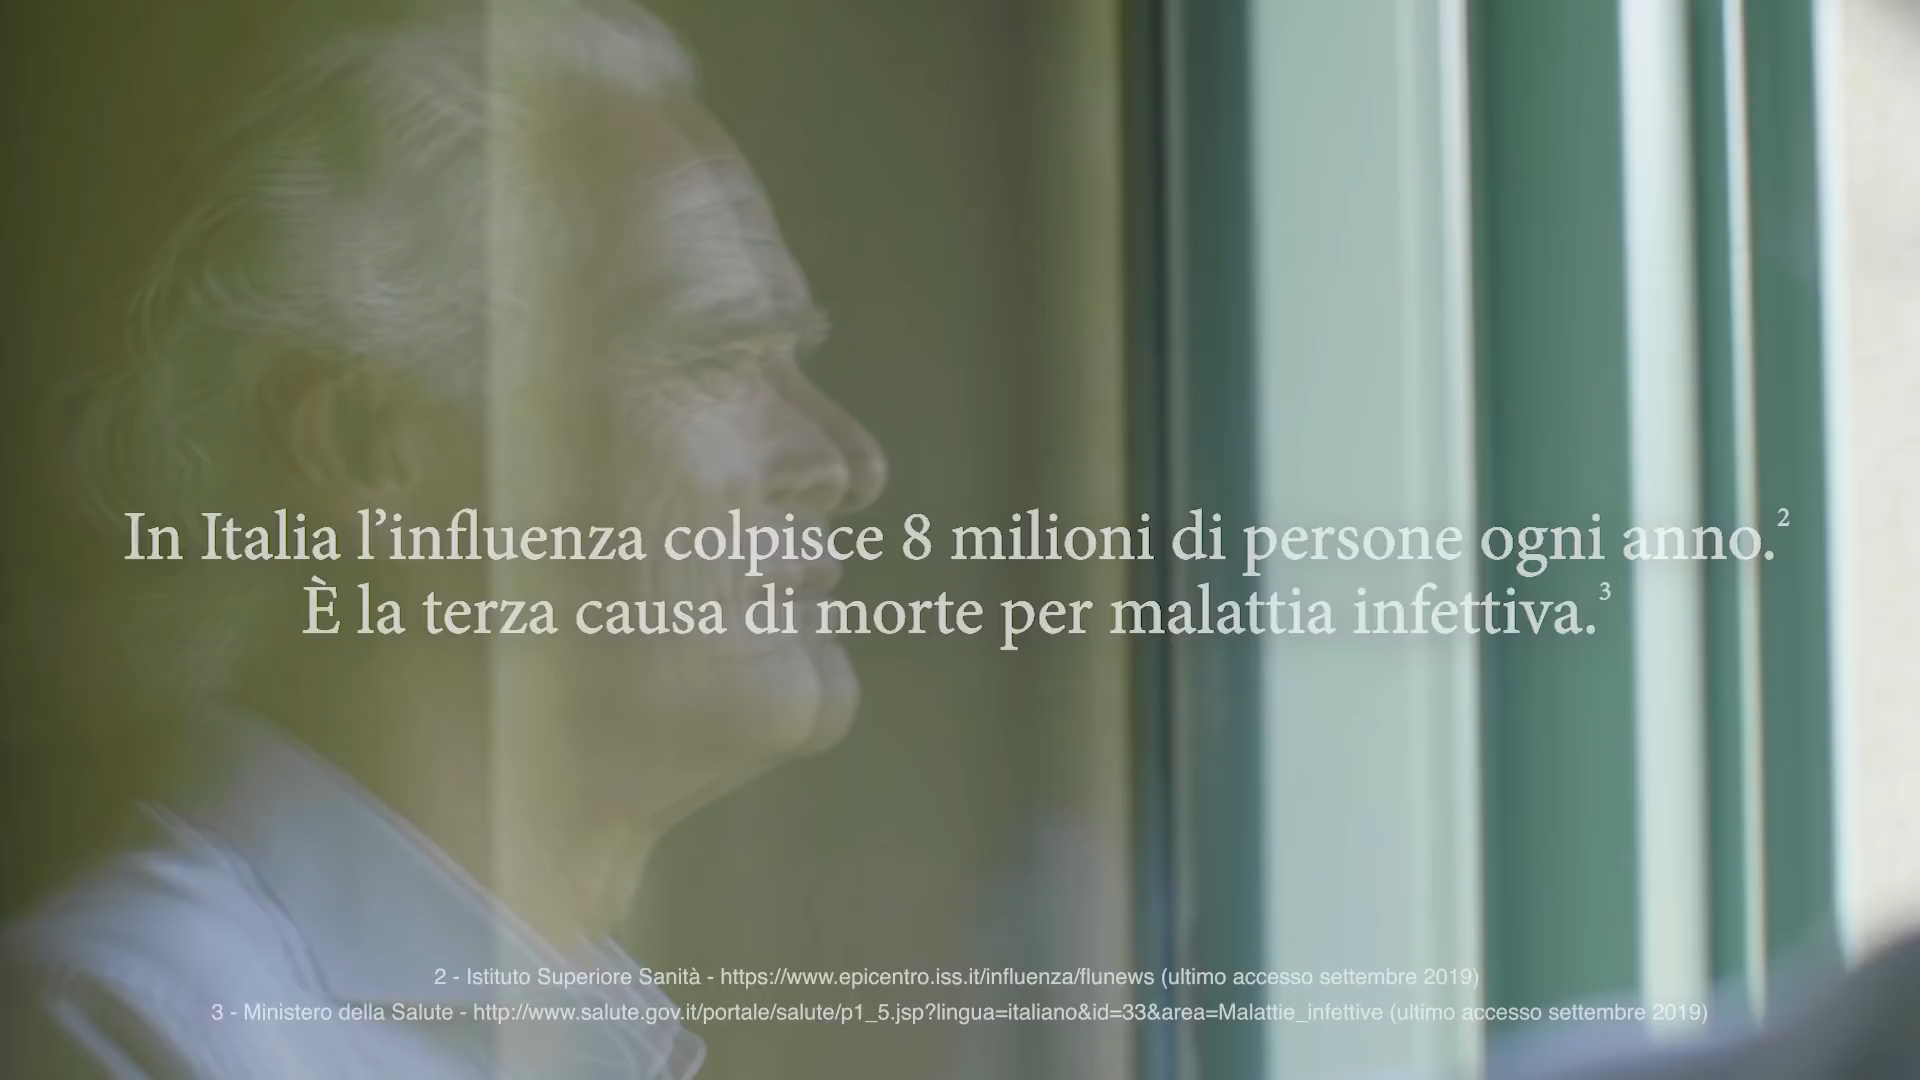 In Italia l'influenza colpisce 8 milioni di persone ogni anno.²
È la terza causa di morte per malattia infettiva.³
2 - Istituto Superiore Sanità - https://www.epicentro.iss.it/influenza/flunews (ultimo accesso settembre 2019)
3 - Ministero della Salute - http://www.salute.gov.it/portale/salute/p1_5.jsp?lingua=italiano&id=33&area=Malattie_infettive (ultimo accesso settembre 2019)